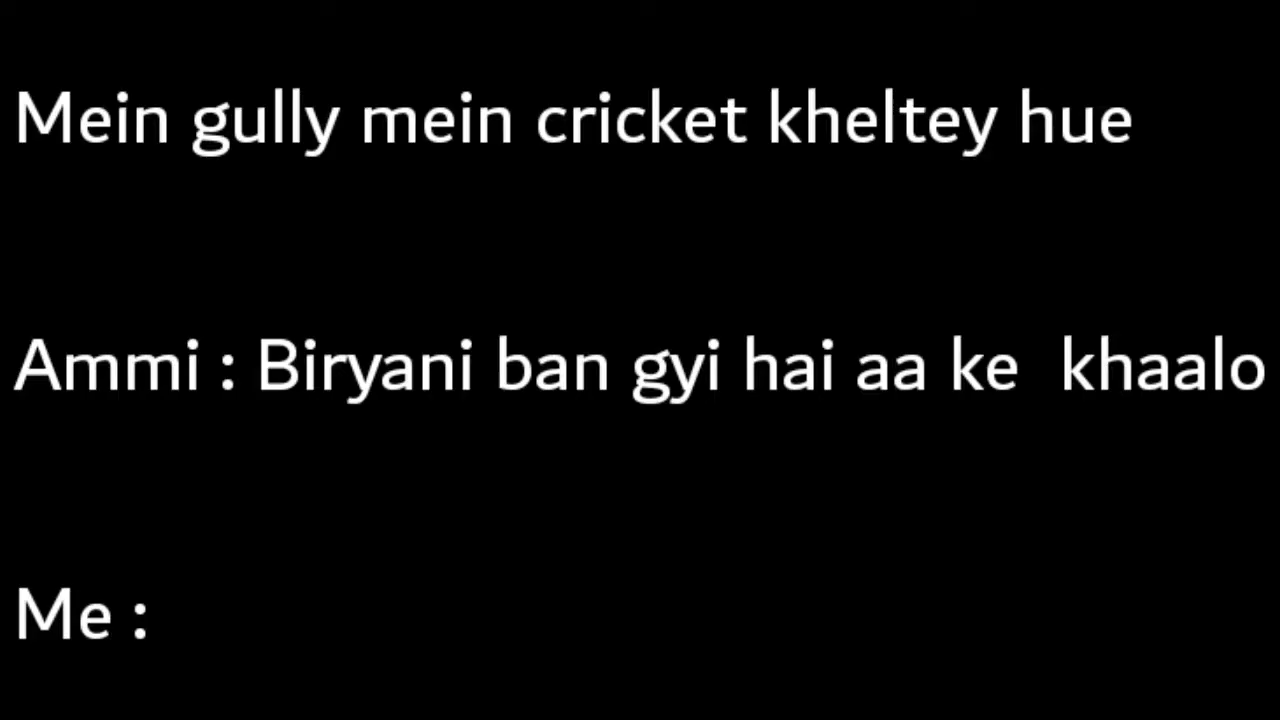 Mein gully mein cricket kheltey hue
Ammi : Biryani ban gyi hai aa ke  khaalo
Me :